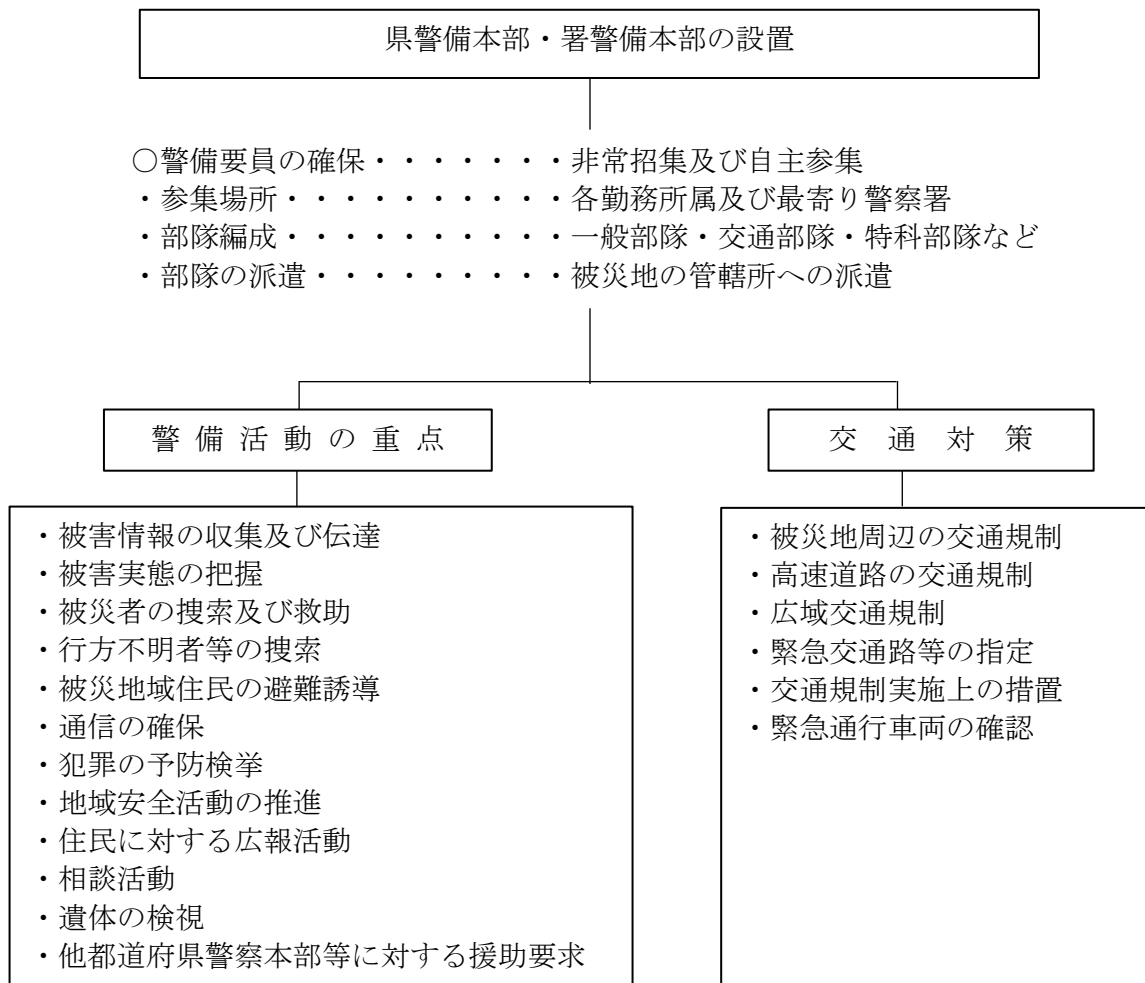 県警備本部・署警備本部の設置
○警備要員の確保・・・・・・・非常招集及び自主参集
・参集場所・・・・・・・・・・各勤務所属及び最寄り警察署
・部隊編成・・・・・・・・・・一般部隊・交通部隊・特科部隊など
・部隊の派遣・・・・・・・・・被災地の管轄所への派遣
警備活動の重点
・被害情報の収集及び伝達
・被害実態の把握
・被災者の捜索及び救助
・行方不明者等の捜索
・被災地域住民の避難誘導
・通信の確保
・犯罪の予防検挙
・地域安全活動の推進
・住民に対する広報活動
・相談活動
・遺体の検視
・他都道府県警察本部等に対する援助要求
交通対策
・被災地周辺の交通規制
・高速道路の交通規制
・広域交通規制
・緊急交通路等の指定
・交通規制実施上の措置
・緊急通行車両の確認